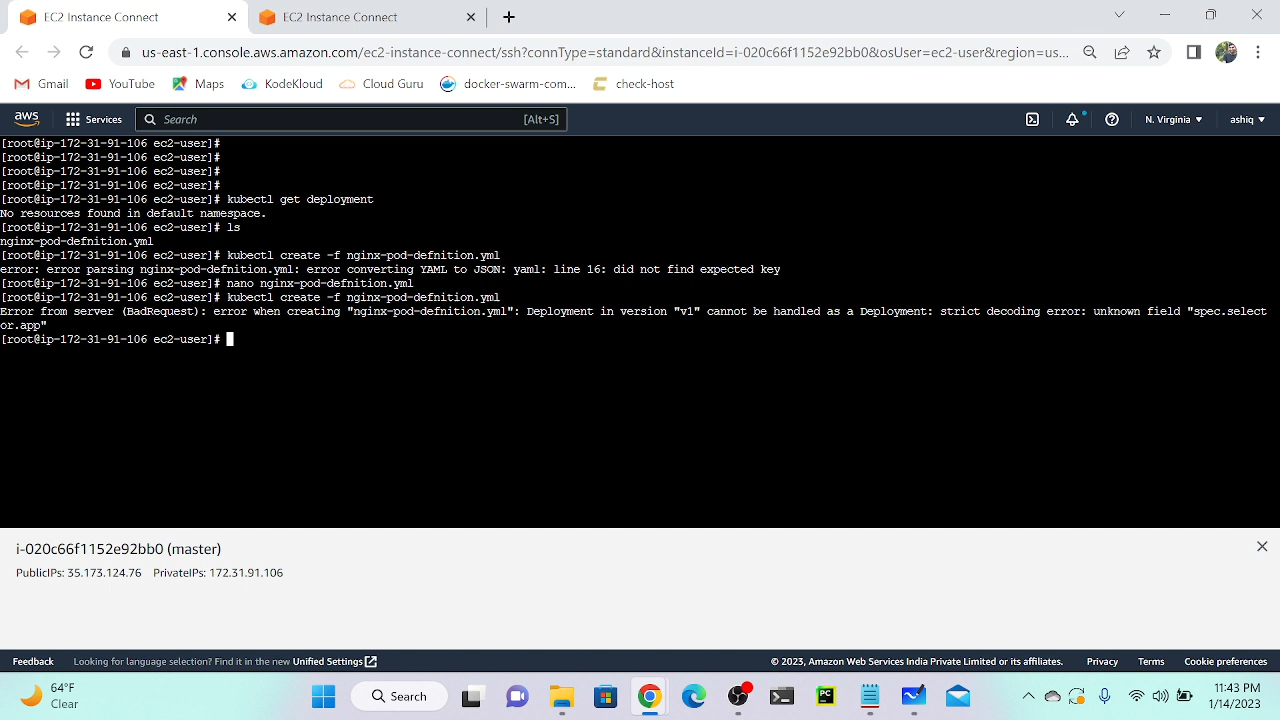 EC2 Instance Connect
EC2 Instance Connect
us-east-1.console.aws.amazon.com/ec2-instance-connect/ssh?connType=standard&instanceId=i-020c66f1152e92bb0&osUser=ec2-user&region=us...
Gmail YouTube Maps KodeKloud Cloud Guru docker-swarm-com... check-host
aws Services Search [Alt+S] N. Virginia ashiq
[root@ip-172-31-91-106 ec2-user]#
[root@ip-172-31-91-106 ec2-user]#
[root@ip-172-31-91-106 ec2-user]#
[root@ip-172-31-91-106 ec2-user]#
[root@ip-172-31-91-106 ec2-user]# kubectl get deployment
No resources found in default namespace.
[root@ip-172-31-91-106 ec2-user]# ls
nginx-pod-defnition.yml
[root@ip-172-31-91-106 ec2-user]# kubectl create -f nginx-pod-defnition.yml
error: error parsing nginx-pod-defnition.yml: error converting YAML to JSON: yaml: line 16: did not find expected key
[root@ip-172-31-91-106 ec2-user]# nano nginx-pod-defnition.yml
[root@ip-172-31-91-106 ec2-user]# kubectl create -f nginx-pod-defnition.yml
Error from server (BadRequest): error when creating "nginx-pod-defnition.yml": Deployment in version "v1" cannot be handled as a Deployment: strict decoding error: unknown field "spec.select
or.app"
[root@ip-172-31-91-106 ec2-user]#
i-020c66f1152e92bb0 (master)
PublicIPs: 35.173.124.76 PrivateIPs: 172.31.91.106
Feedback Looking for language selection? Find it in the new Unified Settings © 2023, Amazon Web Services India Private Limited or its affiliates. Privacy Terms Cookie preferences
64°F
Clear
Search
PC
11:43 PM
1/14/2023